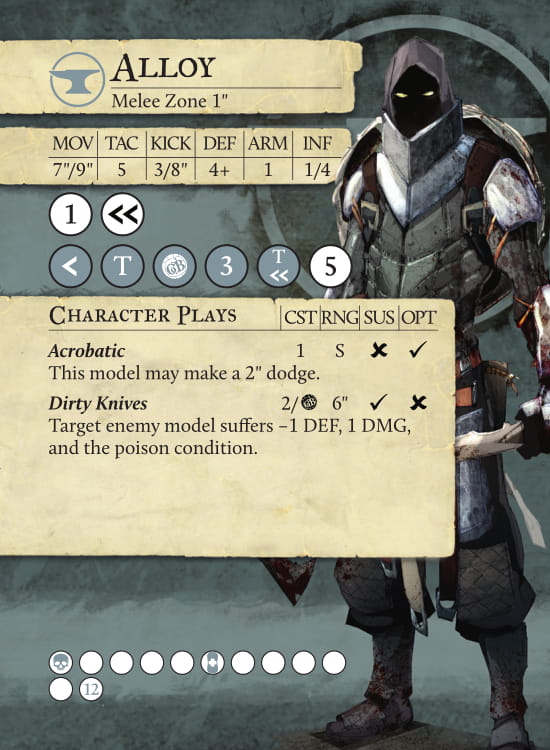 ALLOY
Melee Zone 1"
MOV TAC KICK DEF ARM INF
7"/9" 5 3/8" 4+ 1 1/4
1 <<
< T GB 3 T << 5
CHARACTER PLAYS CST RNG SUS OPT
Acrobatic 1 S ✘ ✓
This model may make a 2" dodge.
Dirty Knives 2/GB 6" ✓ ✘
Target enemy model suffers –1 DEF, 1 DMG,
and the poison condition.
12